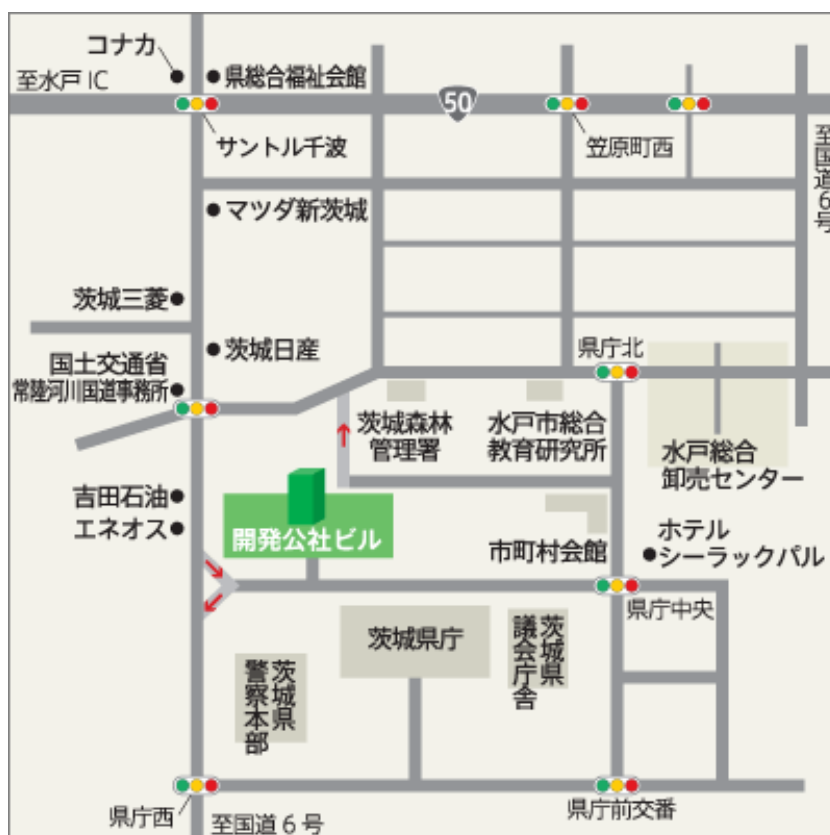 コナカ
至水戸 IC
県総合福祉会館
50
サントル千波
笠原町西
至国道6号
マツダ新茨城
茨城三菱
茨城日産
県庁北
国土交通省
常陸河川国道事務所
茨城森林
管理署
水戸市総合
教育研究所
水戸総合
卸売センター
吉田石油
エネオス
開発公社ビル
市町村会館
ホテル
シーラックパル
県庁中央
茨城県庁
茨城県
議会庁舎
茨城県
警察本部
県庁西
至国道6号
県庁前交番